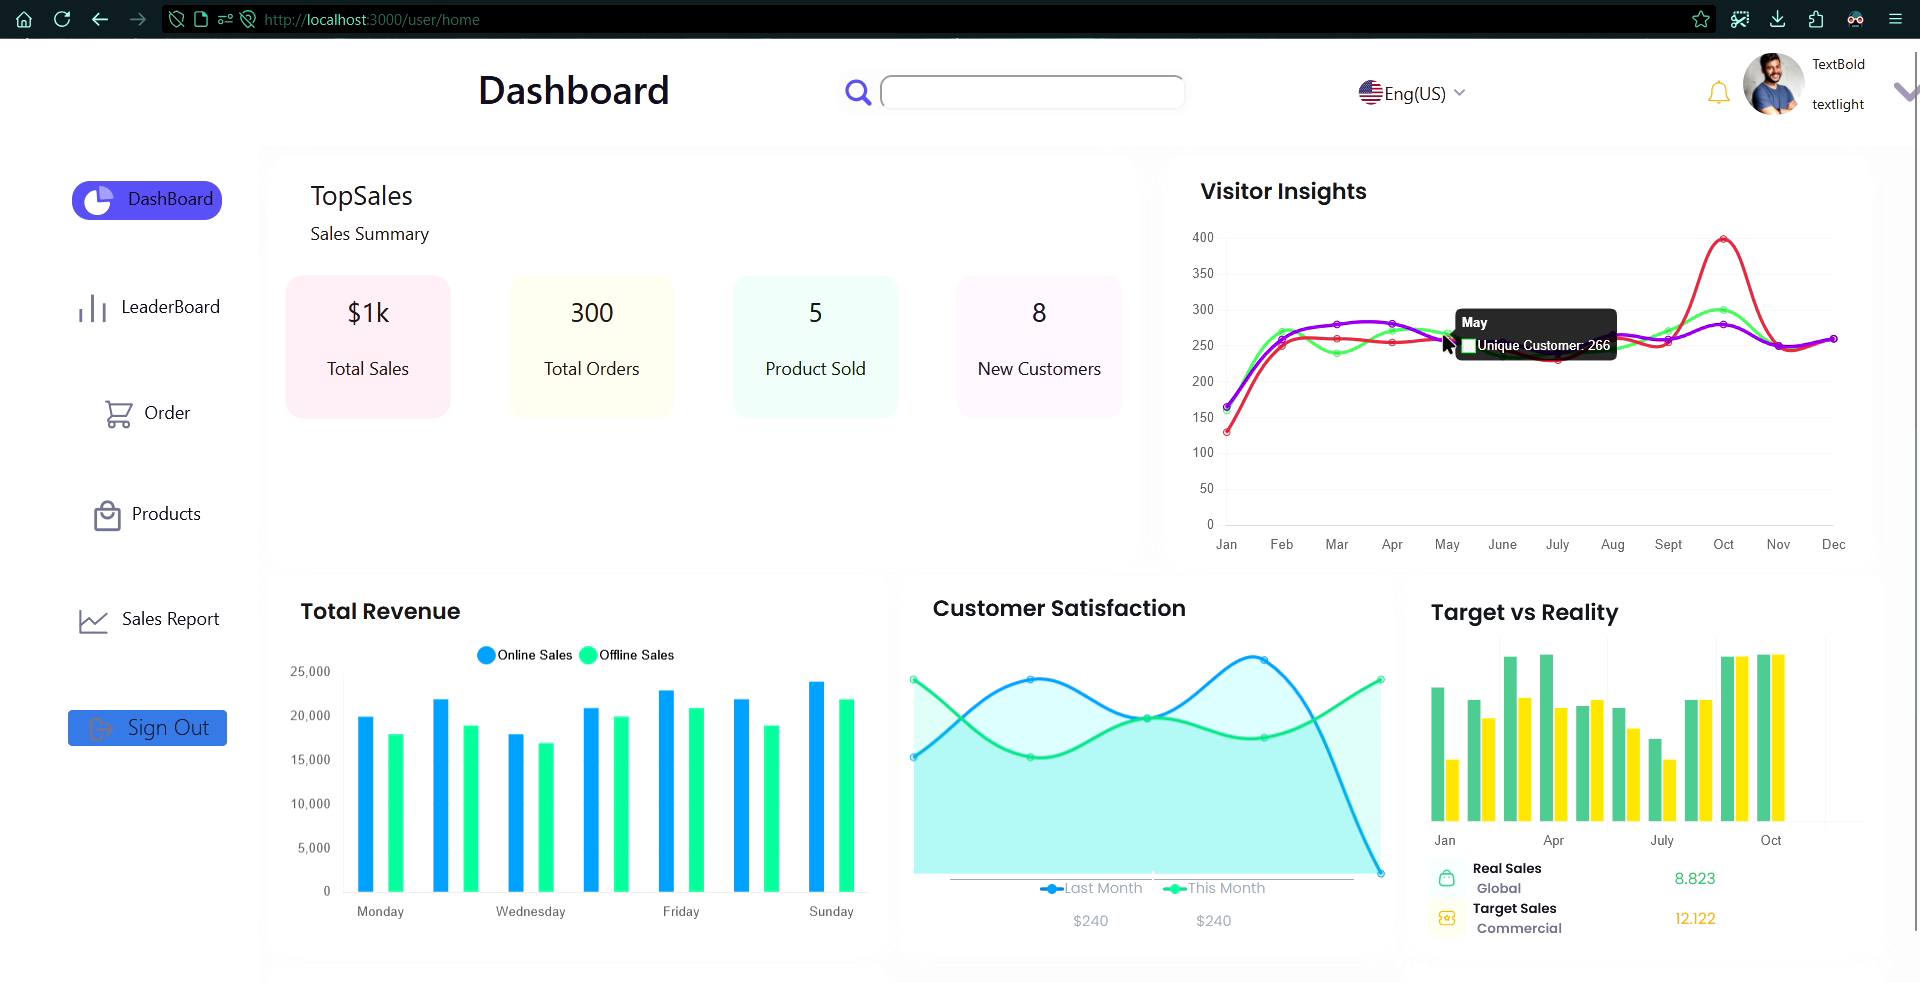 http://localhost:3000/user/home
Dashboard
Eng(US)
TextBold
textlight
DashBoard
LeaderBoard
Order
Products
Sales Report
Sign Out
TopSales
Sales Summary
$1k
Total Sales
300
Total Orders
5
Product Sold
8
New Customers
Visitor Insights
400
350
300
250
200
150
100
50
0
May
Unique Customer: 266
Jan Feb Mar Apr May June July Aug Sept Oct Nov Dec
Total Revenue
Online Sales Offline Sales
25,000
20,000
15,000
10,000
5,000
0
Monday Wednesday Friday Sunday
Customer Satisfaction
Last Month This Month
$240 $240
Target vs Reality
Jan Apr July Oct
Real Sales
Global
8.823
Target Sales
Commercial
12.122